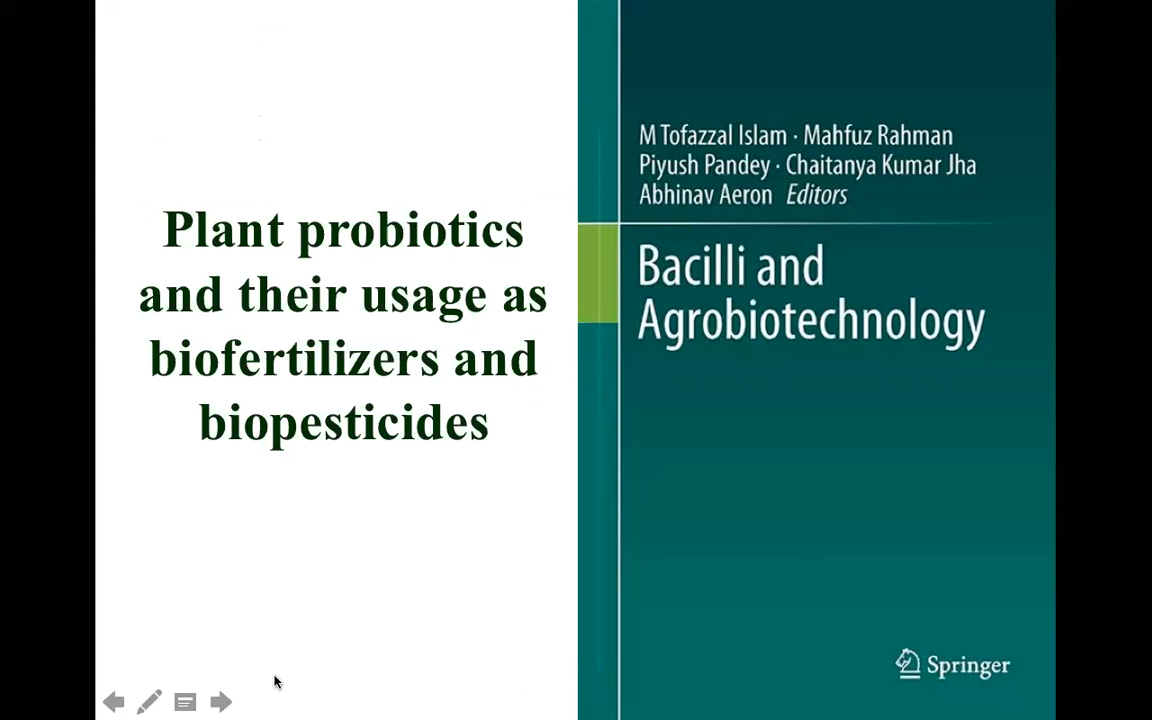 Plant probiotics
and their usage as
biofertilizers and
biopesticides
M Tofazzal Islam · Mahfuz Rahman
Piyush Pandey · Chaitanya Kumar Jha
Abhinav Aeron Editors
Bacilli and
Agrobiotechnology
Springer